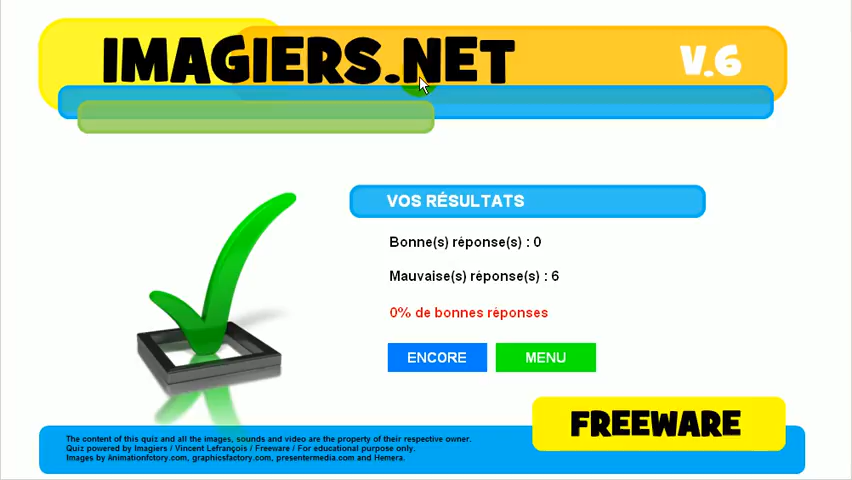 IMAGIERS.NET
V.6
VOS RÉSULTATS
Bonne(s) réponse(s) : 0
Mauvaise(s) réponse(s) : 6
0% de bonnes réponses
ENCORE
MENU
FREEWARE
The content of this quiz and all the images, sounds and video are the property of their respective owner.
Quiz powered by Imagiers / Vincent Lefrançois / Freeware / For educational purpose only.
Images by Animationfctory.com, graphicsfactory.com, presentermedia.com and Hemera.